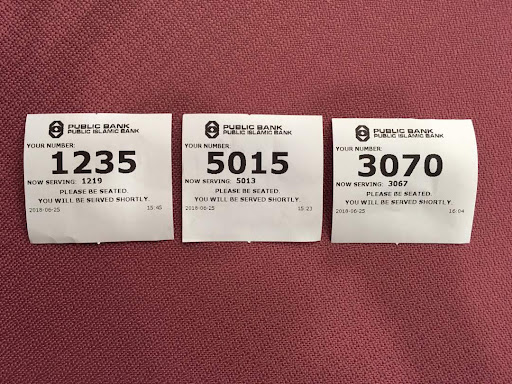 PUBLIC BANK
PUBLIC ISLAMIC BANK
YOUR NUMBER:
1235
NOW SERVING: 1219
PLEASE BE SEATED.
YOU WILL BE SERVED SHORTLY.
2018-06-25 15:45
PUBLIC BANK
PUBLIC ISLAMIC BANK
YOUR NUMBER:
5015
NOW SERVING: 5013
PLEASE BE SEATED.
YOU WILL BE SERVED SHORTLY.
2018-06-25 15:23
PUBLIC BANK
PUBLIC ISLAMIC BANK
YOUR NUMBER:
3070
NOW SERVING: 3067
PLEASE BE SEATED.
YOU WILL BE SERVED SHORTLY.
2018-06-25 16:04